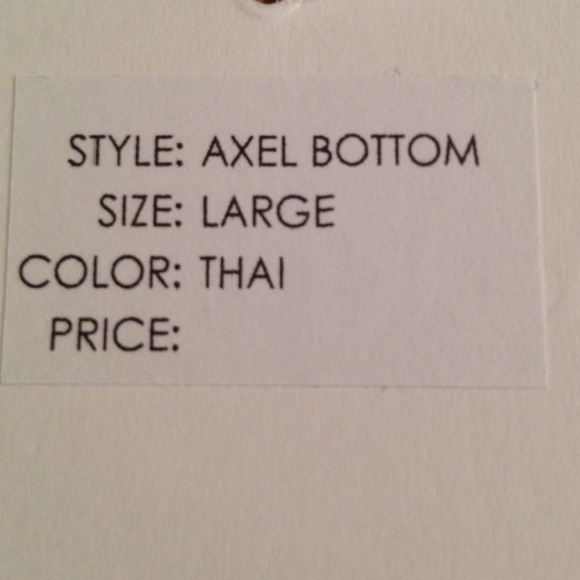 STYLE: AXEL BOTTOM
SIZE: LARGE
COLOR: THAI
PRICE: